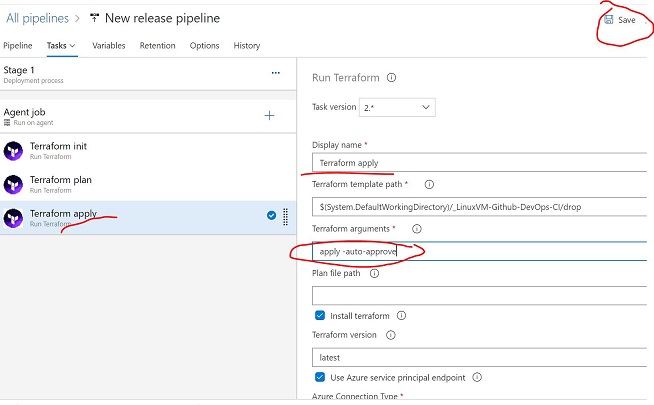 All pipelines > New release pipeline
Save
Pipeline Tasks Variables Retention Options History
Stage 1
Deployment process
Agent job
Run on agent
Terraform init
Run Terraform
Terraform plan
Run Terraform
Terraform apply
Run Terraform
Run Terraform
Task version 2.*
Display name *
Terraform apply
Terraform template path *
$(System.DefaultWorkingDirectory)/_LinuxVM-Github-DevOps-CI/drop
Terraform arguments *
apply -auto-approve
Plan file path
Install terraform
Terraform version
latest
Use Azure service principal endpoint
Azure Connection Type *